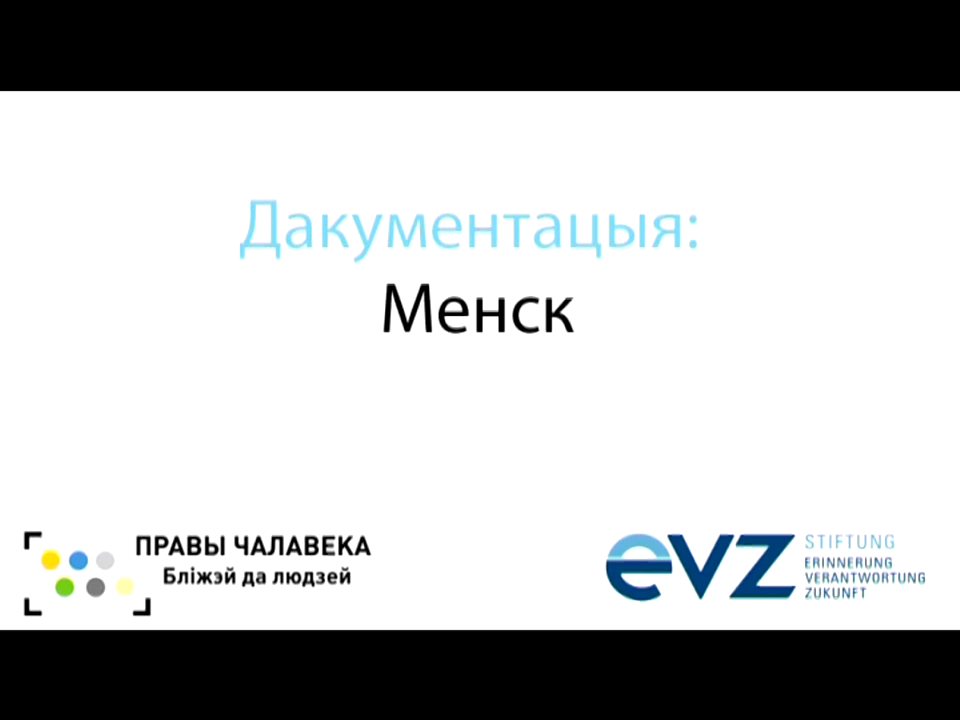 Дакументацыя:
Менск
ПРАВЫ ЧАЛАВЕКА
Бліжэй да людзей
evz
STIFTUNG
ERINNERUNG
VERANTWORTUNG
ZUKUNFT